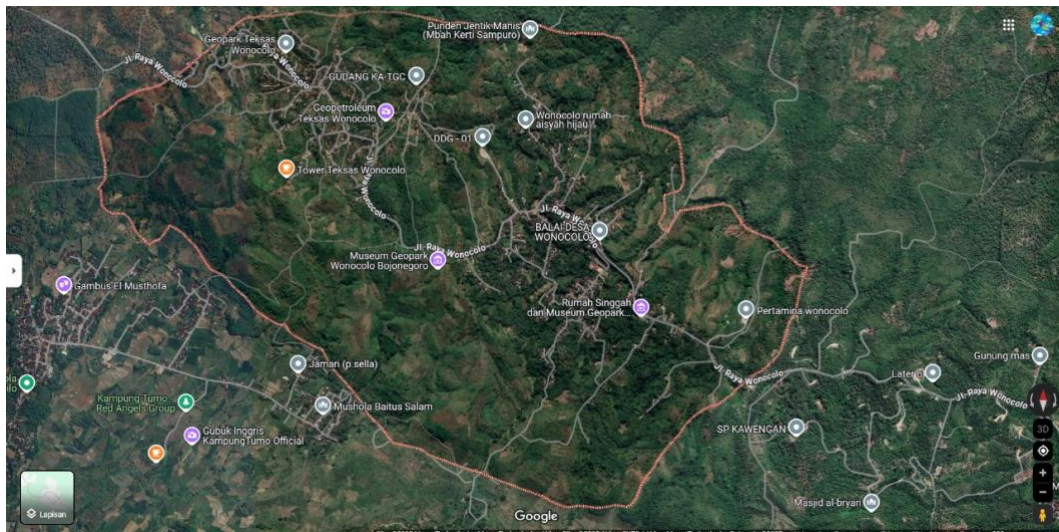 Punden Jentik Manis
(Mbah Kerti Sampuro)
Geopark Teksas
Wonocolo
Jl. Raya Wonocolo
GUDANG KA-TGC
Geopetroleum
Teksas Wonocolo
Wonocolo rumah
aisyah hijau
DDG - 01
Tower Teksas Wonocolo
Jl. Raya Wonocolo
BALAI DESA
WONOCOLO
Jl. Raya Wonocolo
Museum Geopark
Wonocolo Bojonegoro
Gambus El Musthofa
Rumah Singgah
dan Museum Geopark...
Pertamina wonocolo
Gunung mas
Jamari (p.sella)
Jl. Raya Wonocolo
Jl. Raya Wonocolo
Kampung Tumo
Red Angels Group
Mushola Baitus Salam
SP KAWENGAN
3D
Gubuk Inggris
KampungTumo Official
Masjid al-bryan
Lapisan
Google